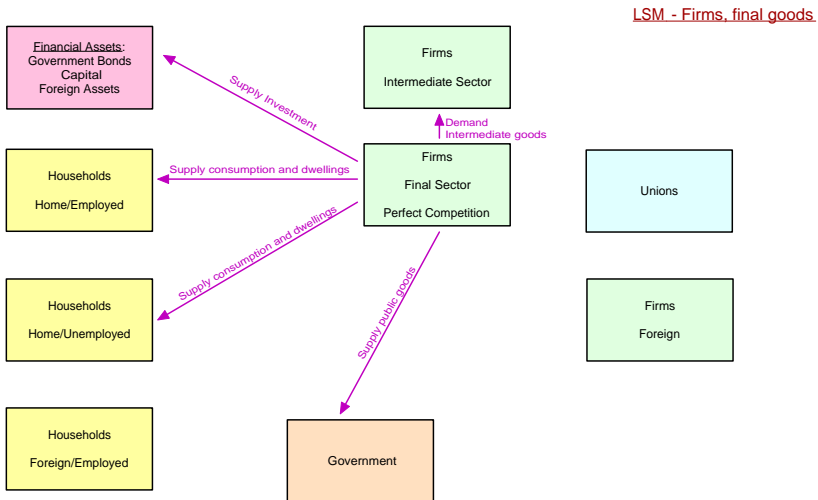 LSM - Firms, final goods
Financial Assets:
Government Bonds
Capital
Foreign Assets
Firms
Intermediate Sector
Supply Investment
Demand
Intermediate goods
Firms
Final Sector
Perfect Competition
Supply consumption and dwellings
Households
Home/Employed
Unions
Supply consumption and dwellings
Supply public goods
Households
Home/Unemployed
Firms
Foreign
Households
Foreign/Employed
Government